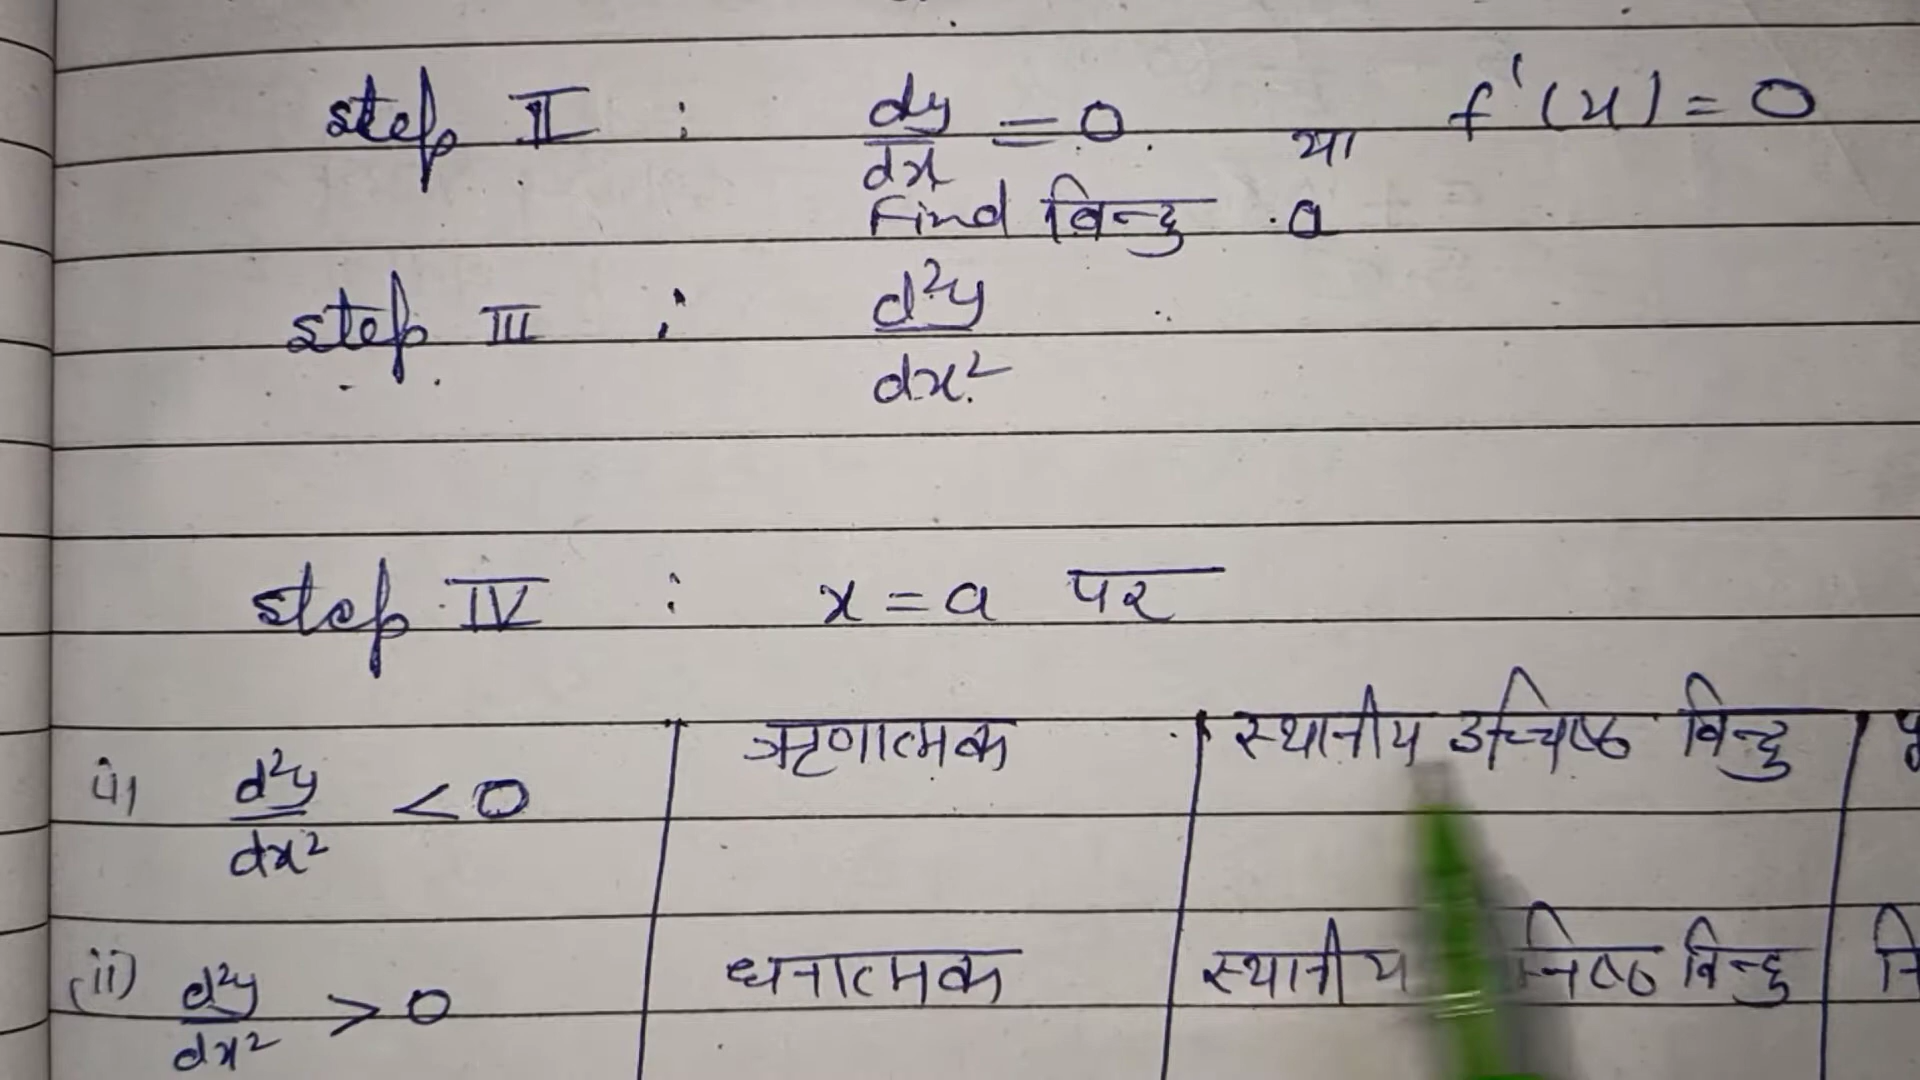 step II : dy/dx = 0 या f'(x) = 0
Find बिन्दु a
step III : d²y/dx²
step IV : x = a पर
d²y/dx² < 0 ऋणात्मक स्थानीय उच्चिष्ठ बिन्दु
(ii) d²y/dx² > 0 धनात्मक स्थानीय निष्ठ बिन्दु